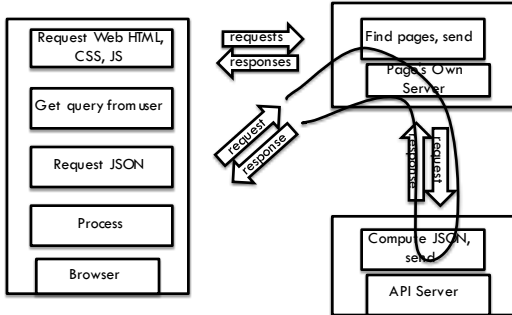 Request Web HTML,
CSS, JS
Get query from user
Request JSON
Process
Browser
requests
responses
request
response
Find pages, send
Page's Own
Server
response
request
Compute JSON,
send
API Server